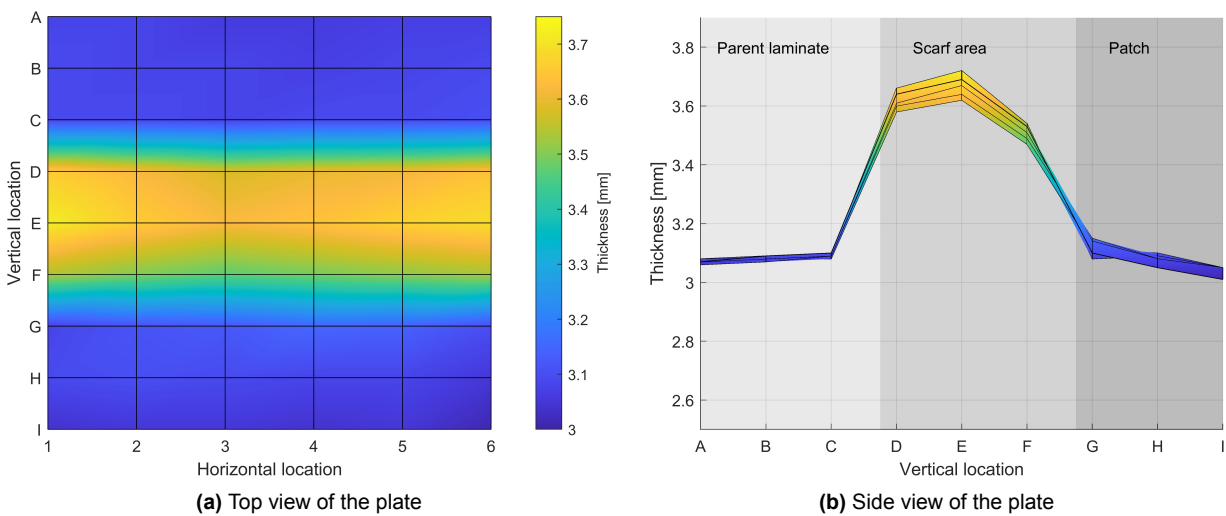 A
B
C
D
E
F
G
H
I
Vertical location
1 2 3 4 5 6
Horizontal location
3.7
3.6
3.5
3.4
3.3
3.2
3.1
3
Thickness [mm]
(a) Top view of the plate
Parent laminate Scarf area Patch
3.8
3.6
3.4
3.2
3
2.8
2.6
Thickness [mm]
A B C D E F G H I
Vertical location
(b) Side view of the plate